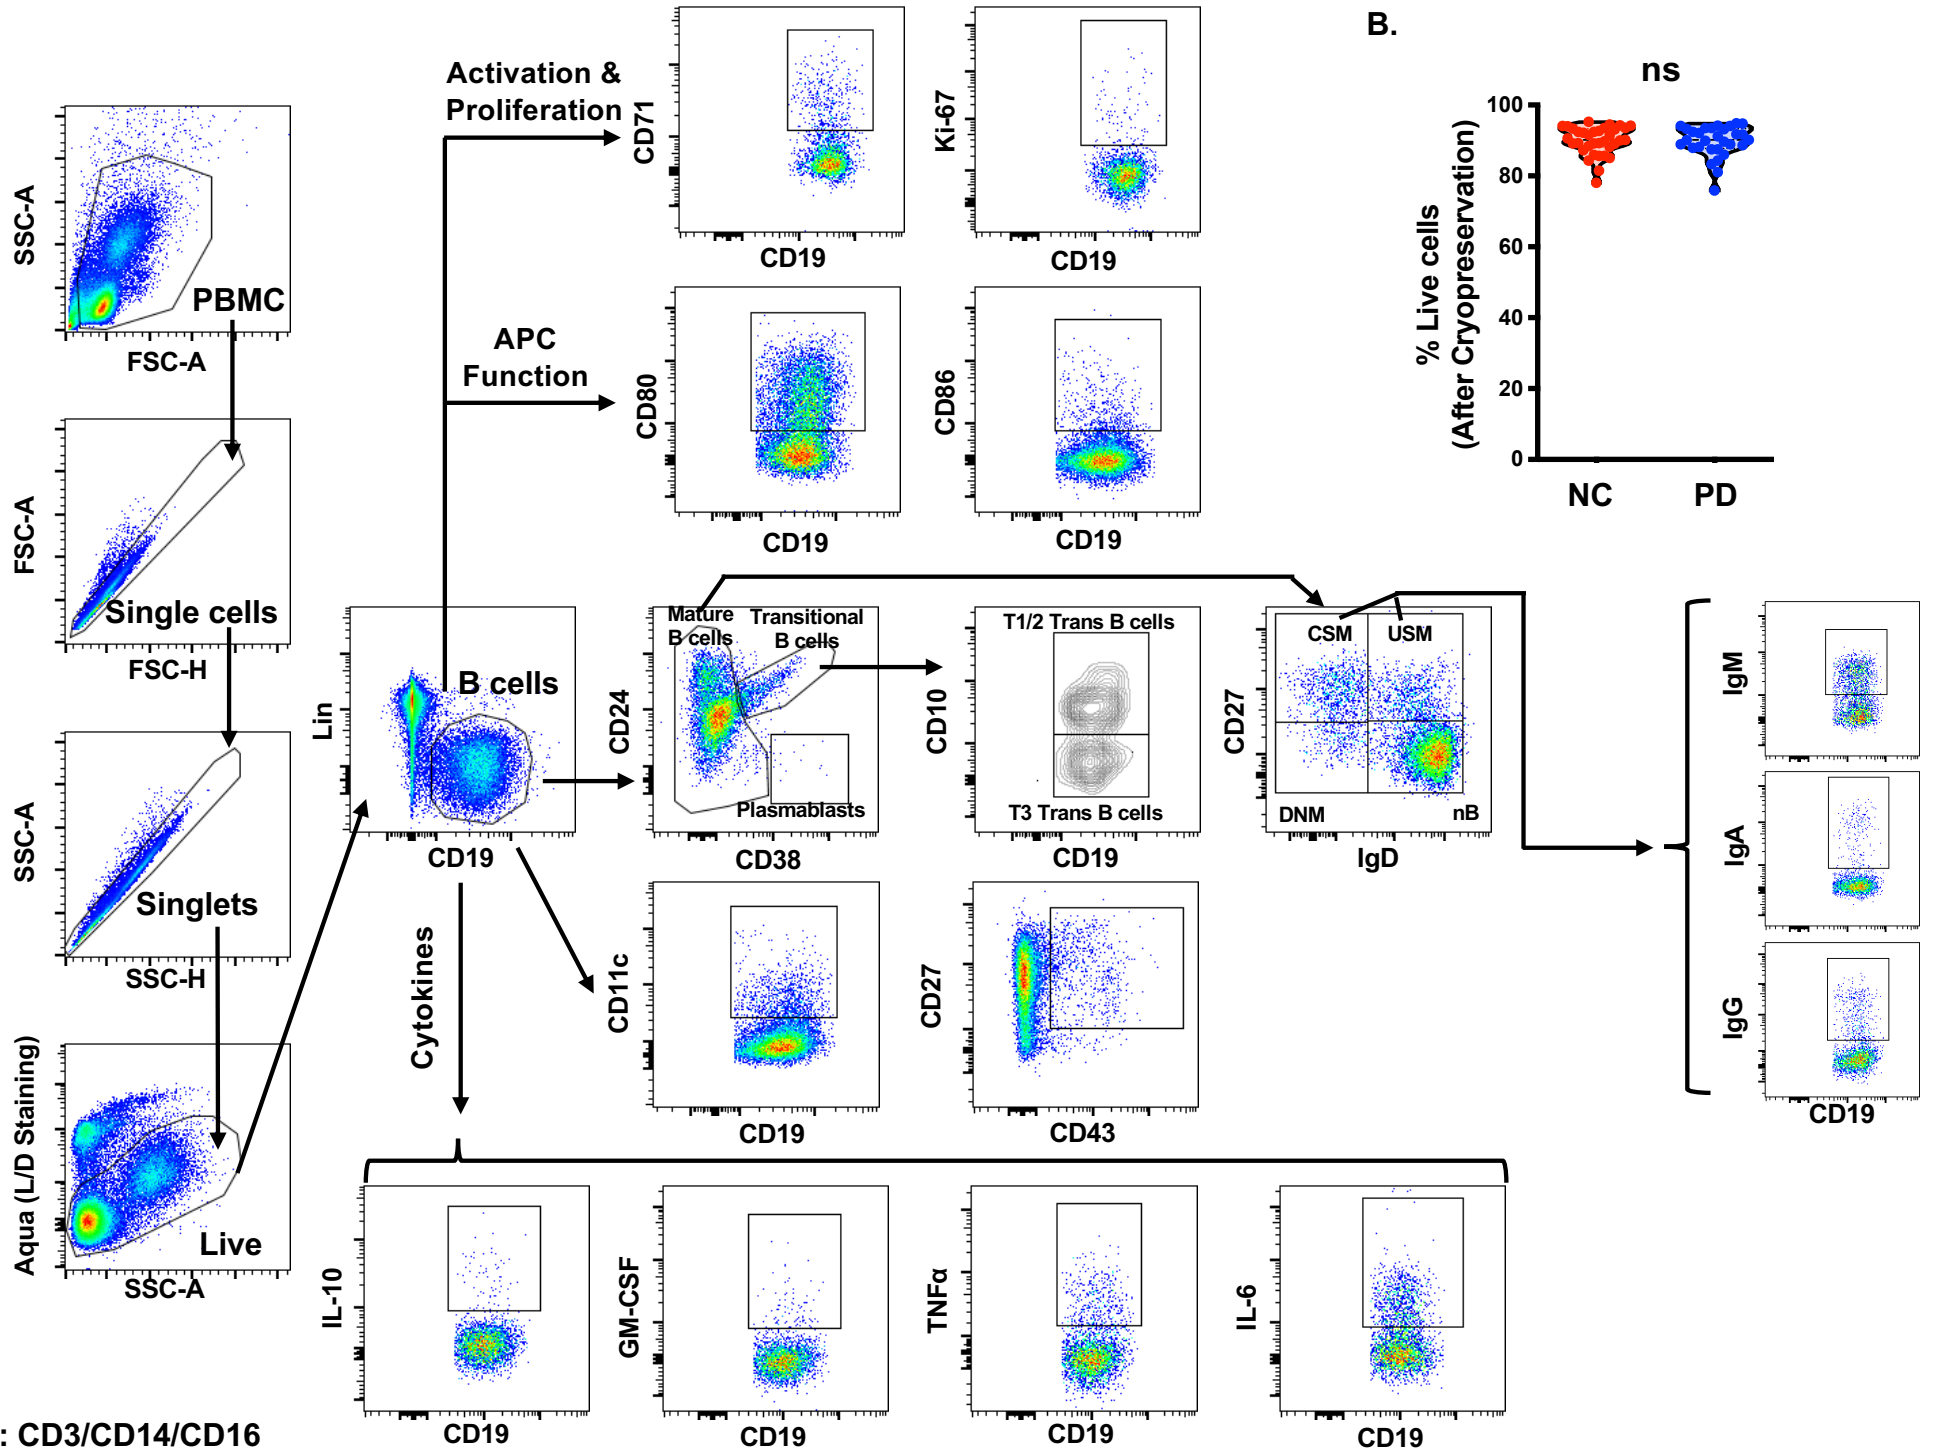 SSC-A
PBMC
FSC-A
FSC-A
Single cells
FSC-H
SSC-A
Singlets
SSC-H
Aqua (L/D Staining)
Live
SSC-A
: CD3/CD14/CD16
Activation &
Proliferation
CD71
CD19
Ki-67
CD19
APC
Function
CD80
CD19
CD86
CD19
B.
ns
% Live cells
(After Cryopreservation)
100
80
60
40
20
0
NC
PD
Lin
B cells
CD19
CD24
Mature
B cells
Transitional
B cells
Plasmablasts
CD38
CD10
T1/2 Trans B cells
T3 Trans B cells
CD19
CD27
CSM
USM
DNM
nB
IgD
IgM
IgA
IgG
CD19
CD11c
CD19
CD27
CD43
Cytokines
IL-10
CD19
GM-CSF
CD19
TNFα
CD19
IL-6
CD19